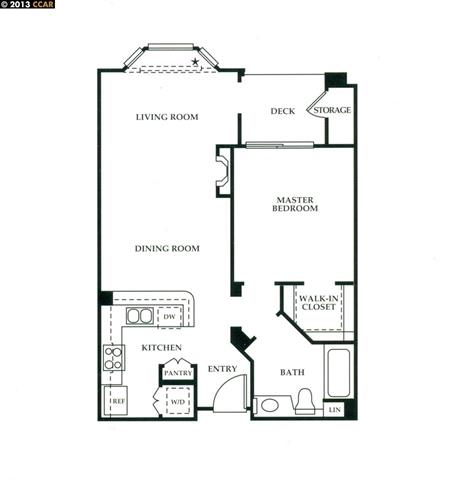 © 2013 CCAR
LIVING ROOM
DECK
STORAGE
MASTER
BEDROOM
DINING ROOM
WALK-IN
CLOSET
DW
KITCHEN
PANTRY
ENTRY
BATH
REF
W/D
LIN